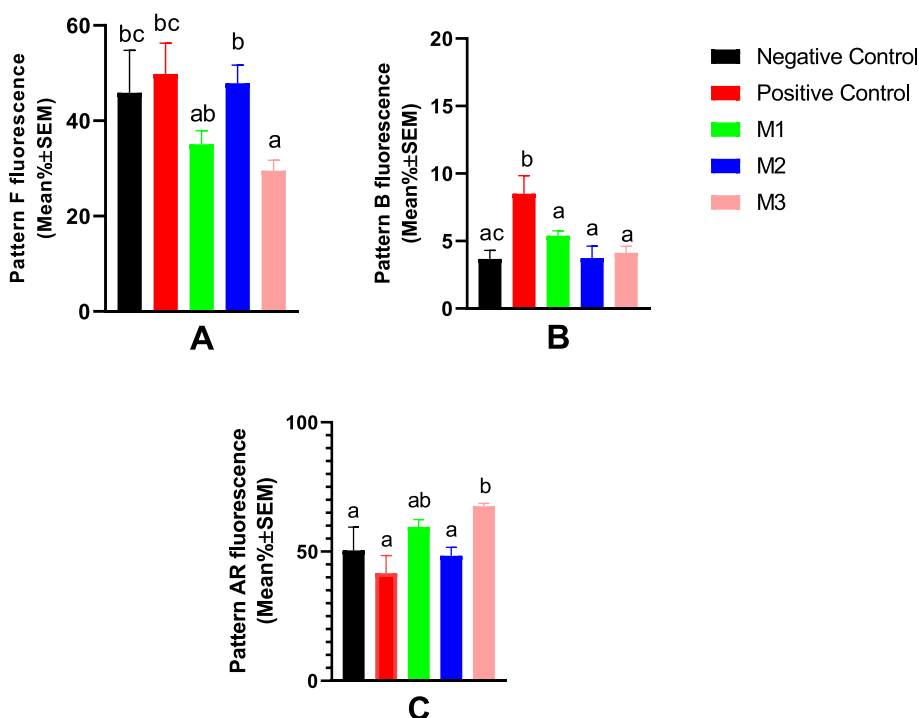 Pattern F fluorescence
(Mean%±SEM)
60
40
20
0
bc
bc
ab
b
a
A
Pattern B fluorescence
(Mean%±SEM)
20
15
10
5
0
ac
b
a
a
a
B
Negative Control
Positive Control
M1
M2
M3
Pattern AR fluorescence
(Mean%±SEM)
100
50
0
a
a
ab
a
b
C